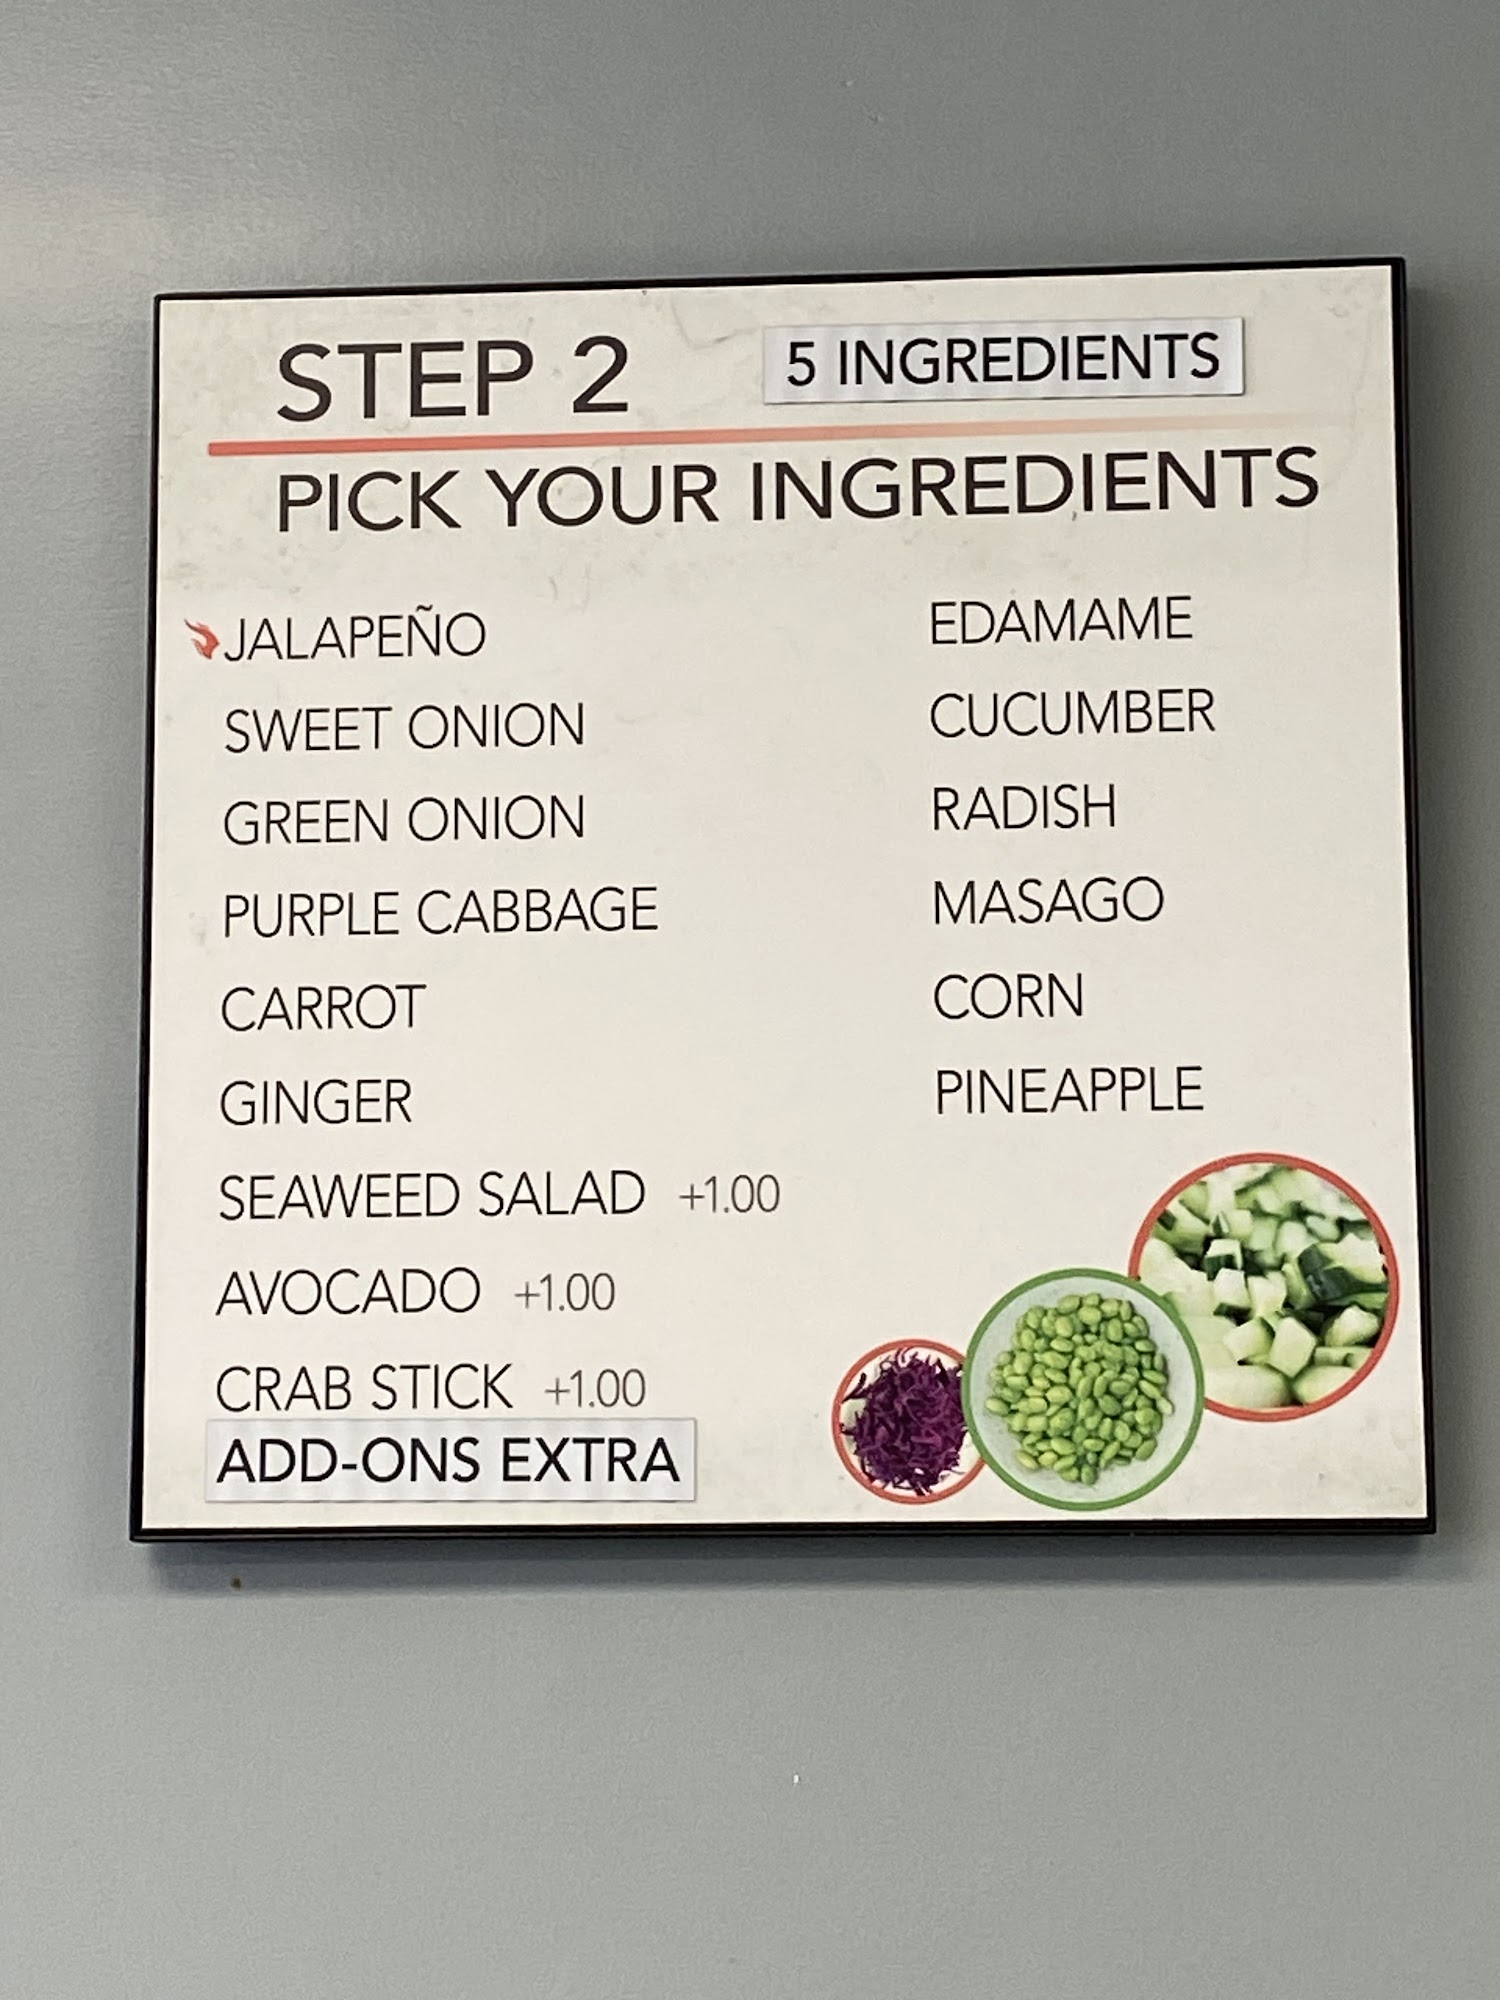 STEP 2
5 INGREDIENTS
PICK YOUR INGREDIENTS
JALAPEÑO
SWEET ONION
GREEN ONION
PURPLE CABBAGE
CARROT
GINGER
SEAWEED SALAD +1.00
AVOCADO +1.00
CRAB STICK +1.00
ADD-ONS EXTRA
EDAMAME
CUCUMBER
RADISH
MASAGO
CORN
PINEAPPLE